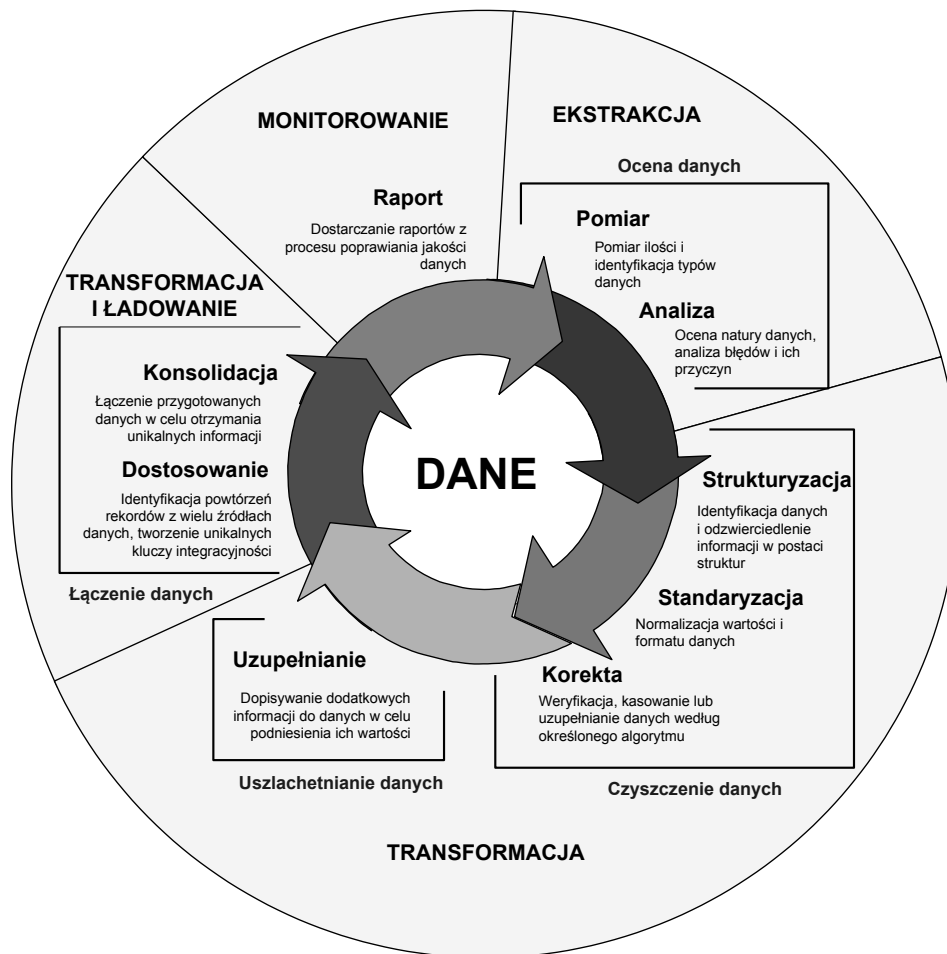 MONITOROWANIE
Raport
Dostarczanie raportów z
procesu poprawiania jakości
danych
EKSTRAKCJA
Ocena danych
Pomiar
Pomiar ilości i
identyfikacja typów
danych
Analiza
Ocena natury danych,
analiza błędów i ich
przyczyn
TRANSFORMACJA
I ŁADOWANIE
Konsolidacja
Łączenie przygotowanych
danych w celu otrzymania
unikalnych informacji
Dostosowanie
Identyfikacja powtórzeń
rekordów z wielu źródłach
danych, tworzenie unikalnych
kluczy integracyjności
Łączenie danych
DANE
Strukturyzacja
Identyfikacja danych
i odzwierciedlenie
informacji w postaci
struktur
Standaryzacja
Normalizacja wartości i
formatu danych
Korekta
Weryfikacja, kasowanie lub
uzupełnianie danych według
określonego algorytmu
Czyszczenie danych
Uzupełnianie
Dopisywanie dodatkowych
informacji do danych w celu
podniesienia ich wartości
Uszlachetnianie danych
TRANSFORMACJA